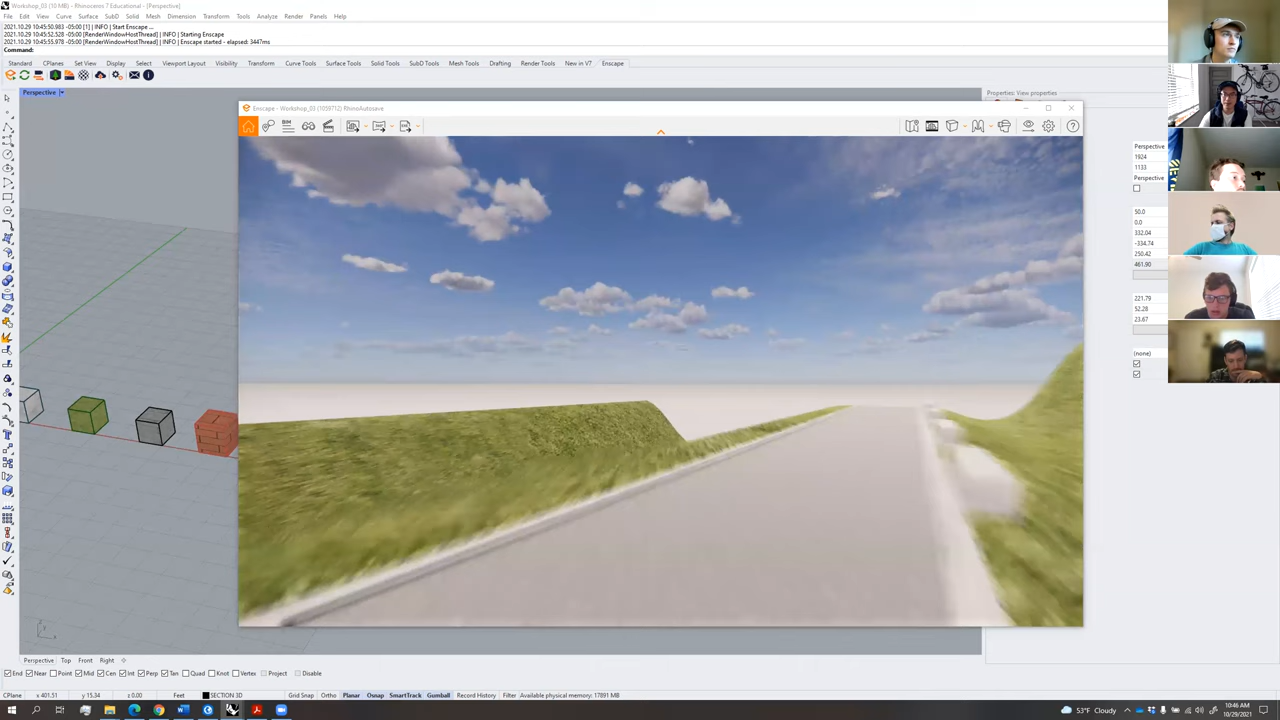 Workshop_03 (10 MB) - Rhinoceros 7 Educational - [Perspective]
File Edit View Curve Surface SubD Solid Mesh Dimension Transform Tools Analyze Render Panels Help
2021.10.29 10:45:50.983 -05:00 [1] | INFO | Start Enscape ...
2021.10.29 10:45:52.528 -05:00 [RenderWindowHostThread] | INFO | Starting Enscape
2021.10.29 10:45:55.978 -05:00 [RenderWindowHostThread] | INFO | Enscape started - elapsed: 3447ms
Command:
Standard CPlanes Set View Display Select Viewport Layout Visibility Transform Curve Tools Surface Tools Solid Tools SubD Tools Mesh Tools Render Tools Drafting New in V7 Enscape
Perspective
Properties: View properties
Enscape - Workshop_03 (1059712) RhinoAutosave
BIM
Perspective
1924
1133
Perspective
50.0
0.0
332.04
-334.74
250.42
461.90
221.79
52.28
23.67
(none)
Perspective Top Front Right
End Near Point Mid Cen Int Perp Tan Quad Knot Vertex Project Disable
CPlane x 401.51 y 15.34 z 0.00 Feet SECTION 3D Grid Snap Ortho Planar Osnap SmartTrack Gumball Record History Filter Available physical memory: 17891 MB
53°F Cloudy
10:46 AM
10/29/2021